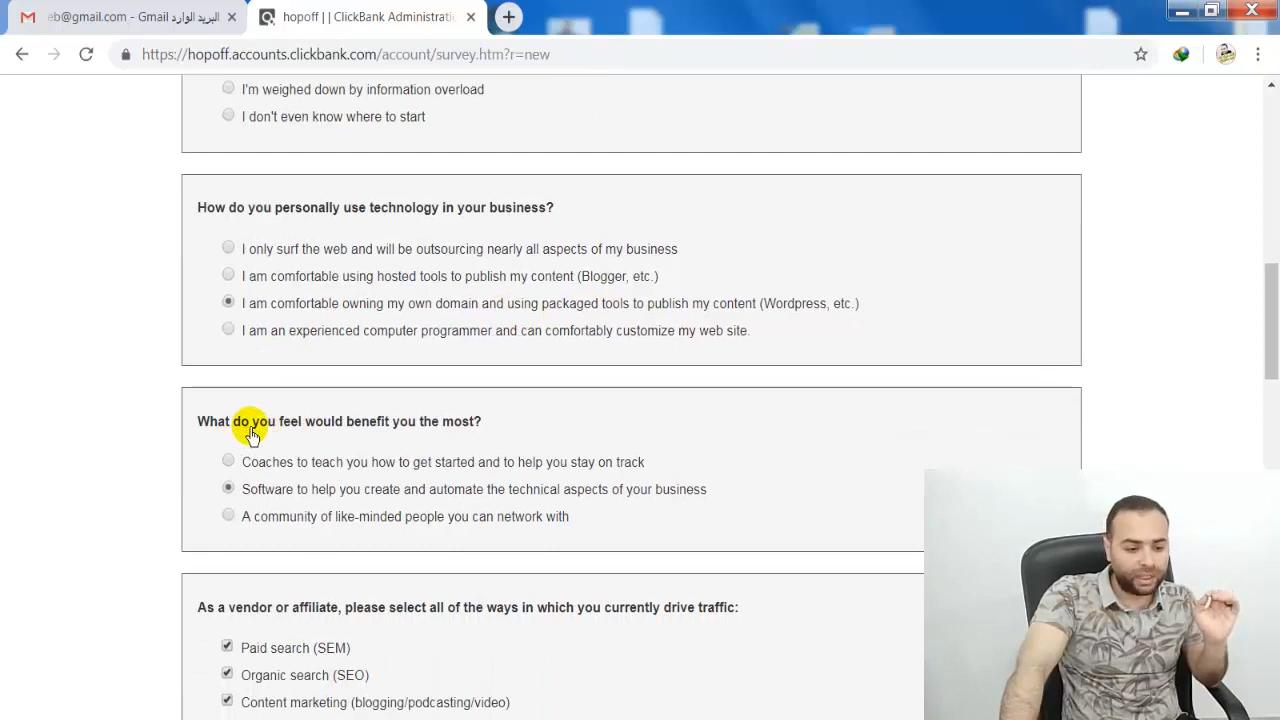 eb@gmail.com - Gmail البريد الوارد
hopoff | | ClickBank Administrati
https://hopoff.accounts.clickbank.com/account/survey.htm?r=new
I'm weighed down by information overload
I don't even know where to start
How do you personally use technology in your business?
I only surf the web and will be outsourcing nearly all aspects of my business
I am comfortable using hosted tools to publish my content (Blogger, etc.)
I am comfortable owning my own domain and using packaged tools to publish my content (Wordpress, etc.)
I am an experienced computer programmer and can comfortably customize my web site.
What do you feel would benefit you the most?
Coaches to teach you how to get started and to help you stay on track
Software to help you create and automate the technical aspects of your business
A community of like-minded people you can network with
As a vendor or affiliate, please select all of the ways in which you currently drive traffic:
Paid search (SEM)
Organic search (SEO)
Content marketing (blogging/podcasting/video)